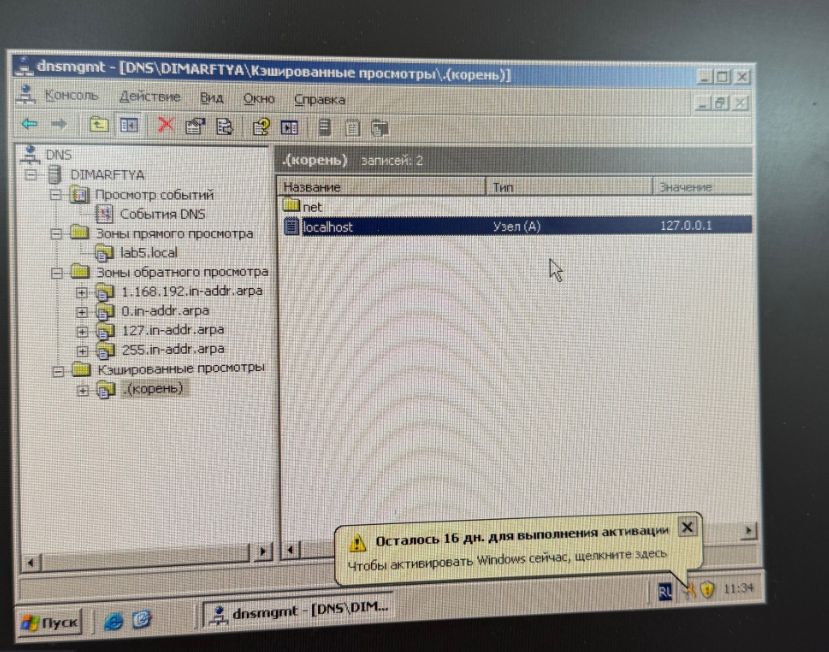 dnsmgmt - [DNS\DIMARFTYA\Кэшированные просмотры\.(корень)]
Консоль Действие Вид Окно Справка
DNS
DIMARFTYA
Просмотр событий
События DNS
Зоны прямого просмотра
lab5.local
Зоны обратного просмотра
1.168.192.in-addr.arpa
0.in-addr.arpa
127.in-addr.arpa
255.in-addr.arpa
Кэшированные просмотры
.(корень)
.(корень) записей: 2
Название Тип Значение
net
localhost Узел (A) 127.0.0.1
Осталось 16 дн. для выполнения активации
Чтобы активировать Windows сейчас, щелкните здесь
Пуск
dnsmgmt - [DNS\DIM...
RU
11:34